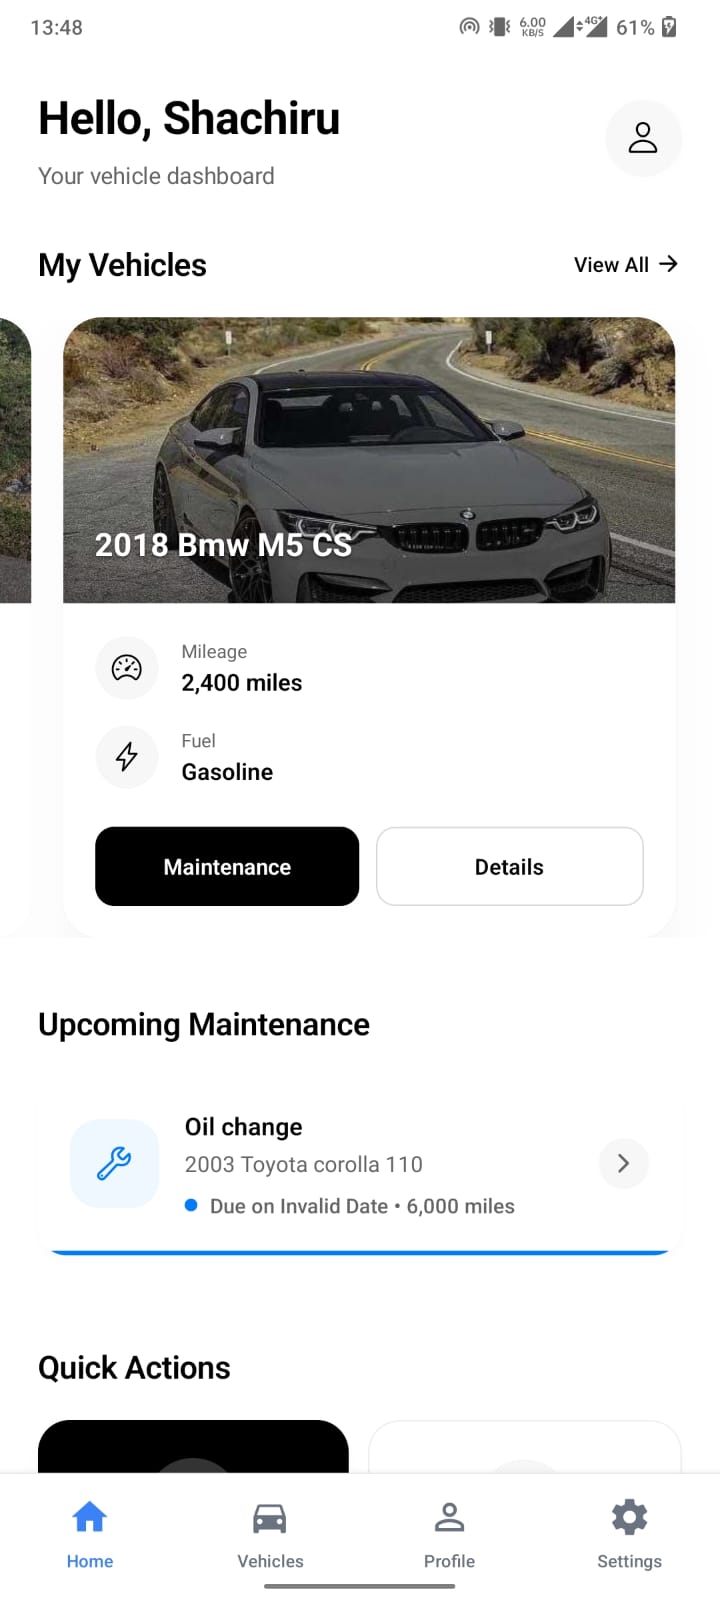 13:48
6.00
KB/S
4G+
61%
Hello, Shachiru
Your vehicle dashboard
My Vehicles
View All →
2018 Bmw M5 CS
Mileage
2,400 miles
Fuel
Gasoline
Maintenance
Details
Upcoming Maintenance
Oil change
2003 Toyota corolla 110
Due on Invalid Date • 6,000 miles
Quick Actions
Home
Vehicles
Profile
Settings